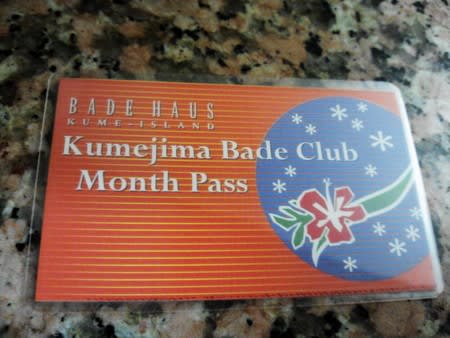 BADE HAUS
KUME-ISLAND
Kumejima Bade Club
Month Pass